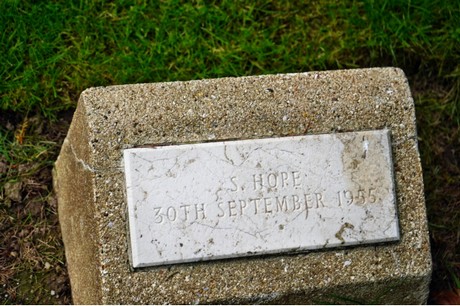 S. HOPE
30TH SEPTEMBER 1955